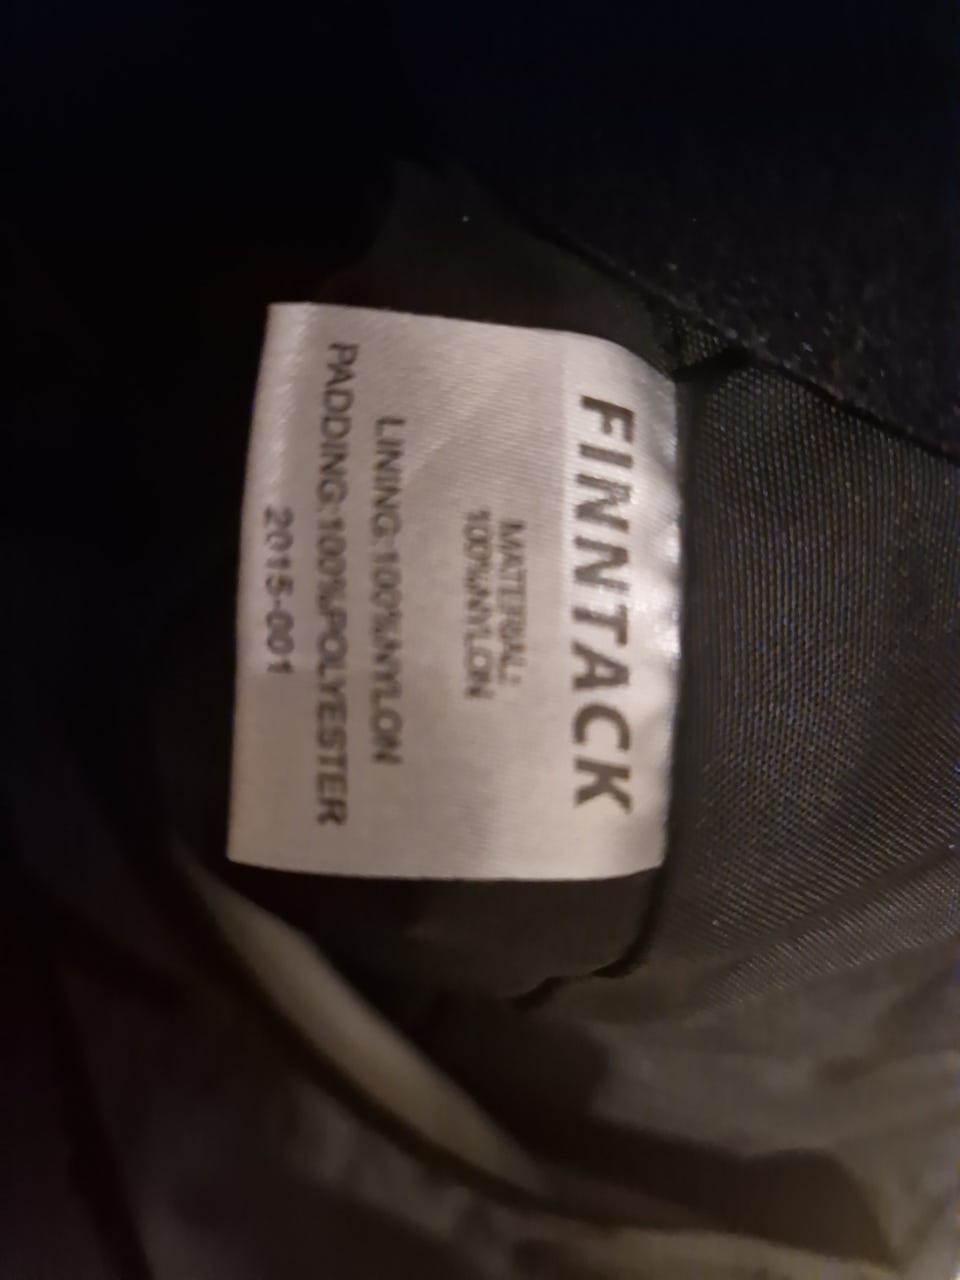 FINNTACK
MATERIAL:
100%NYLON
LINING:100%NYLON
PADDING:100%POLYESTER
2015-001